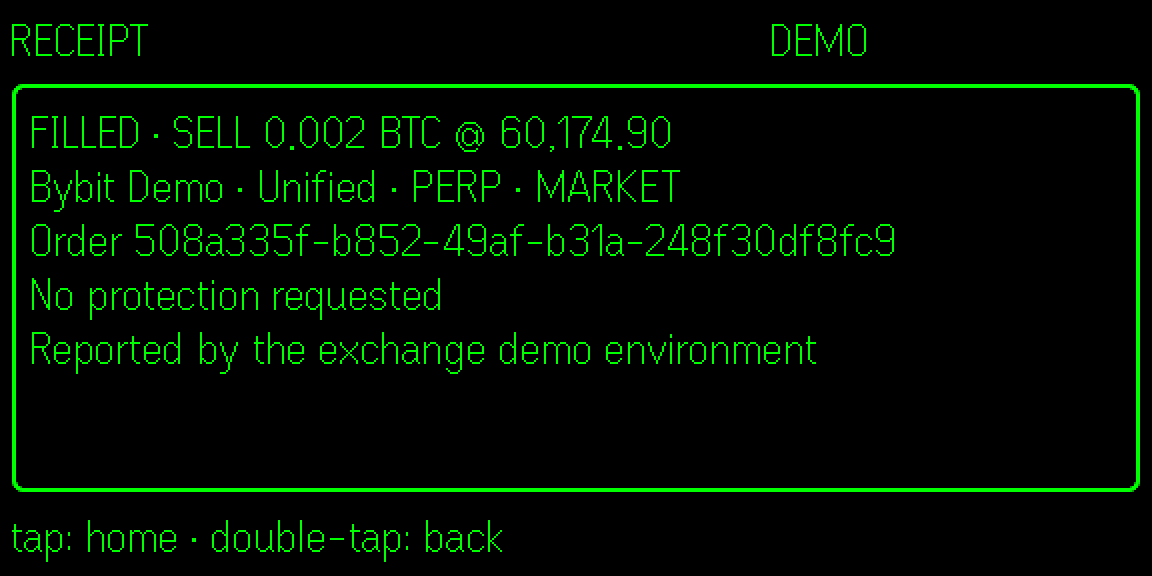 RECEIPT DEMO
FILLED · SELL 0.002 BTC @ 60,174.90
Bybit Demo · Unified · PERP · MARKET
Order 508a335f-b852-49af-b31a-248f30df8fc9
No protection requested
Reported by the exchange demo environment
tap: home · double-tap: back